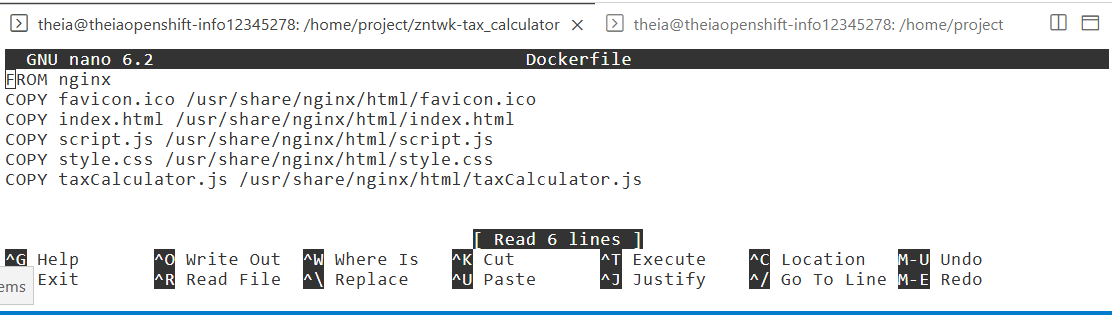 theia@theiaopenshift-info12345278: /home/project/zntwk-tax_calculator × theia@theiaopenshift-info12345278: /home/project
GNU nano 6.2 Dockerfile
FROM nginx
COPY favicon.ico /usr/share/nginx/html/favicon.ico
COPY index.html /usr/share/nginx/html/index.html
COPY script.js /usr/share/nginx/html/script.js
COPY style.css /usr/share/nginx/html/style.css
COPY taxCalculator.js /usr/share/nginx/html/taxCalculator.js
[ Read 6 lines ]
^G Help ^O Write Out ^W Where Is ^K Cut ^T Execute ^C Location M-U Undo
ems Exit ^R Read File ^\ Replace ^U Paste ^J Justify ^/ Go To Line M-E Redo